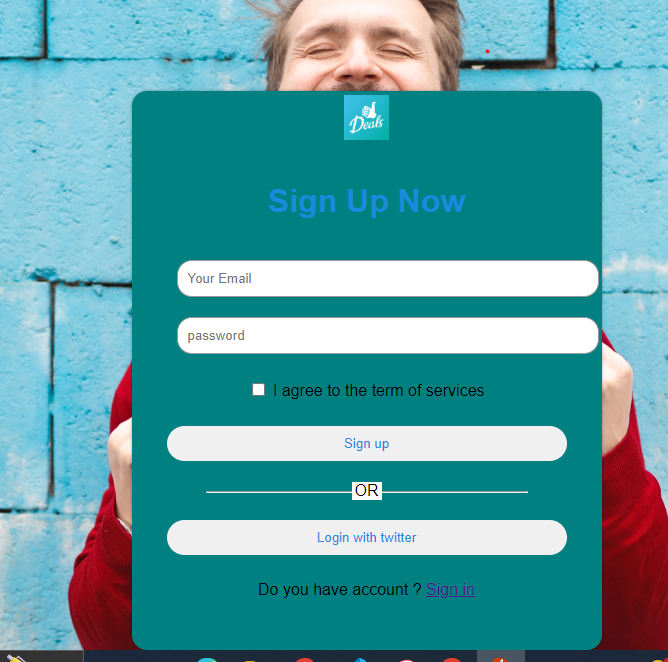 Deals
Sign Up Now
Your Email
password
I agree to the term of services
Sign up
OR
Login with twitter
Do you have account ? Sign in